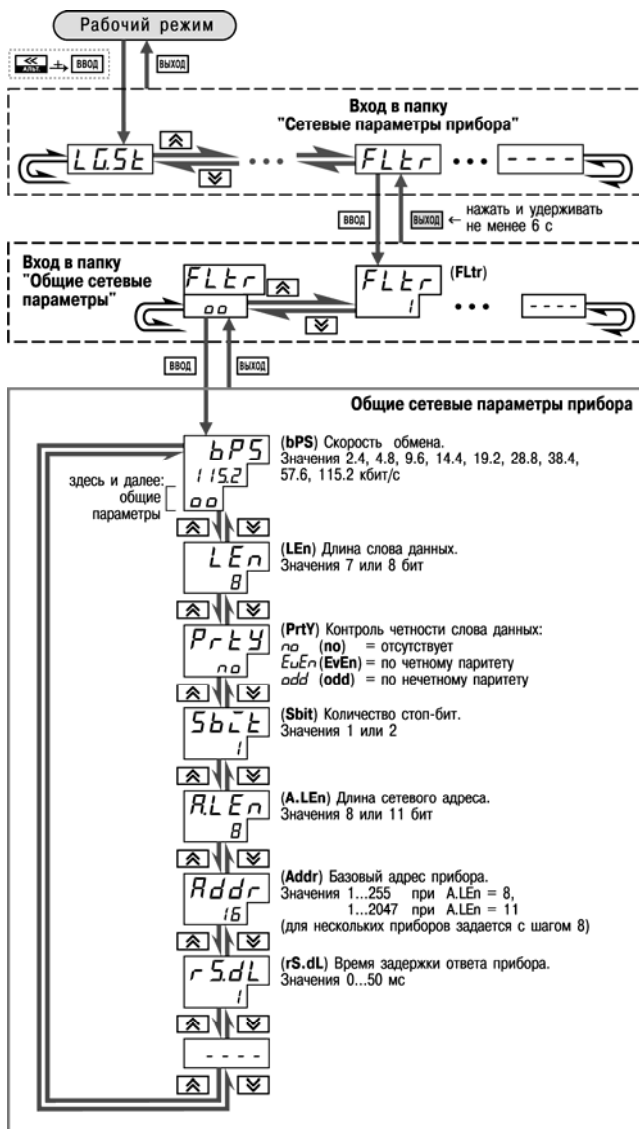 Рабочий режим
<<
АЛЬТ.
+
ВВОД
ВЫХОД
Вход в папку
"Сетевые параметры прибора"
LG.St
• • •
FLtr
• • •
- - - -
ВВОД
ВЫХОД
← нажать и удерживать
не менее 6 с
Вход в папку
"Общие сетевые
параметры"
FLtr
oo
FLtr
1
(FLtr)
• • •
- - - -
ВВОД
ВЫХОД
Общие сетевые параметры прибора
здесь и далее:
общие
параметры
bPS
115.2
oo
(bPS) Скорость обмена.
Значения 2.4, 4.8, 9.6, 14.4, 19.2, 28.8, 38.4,
57.6, 115.2 кбит/с
LEn
8
(LEn) Длина слова данных.
Значения 7 или 8 бит
PrtY
no
(PrtY) Контроль четности слова данных:
no (no) = отсутствует
EvEn (EvEn) = по четному паритету
odd (odd) = по нечетному паритету
Sbit
1
(Sbit) Количество стоп-бит.
Значения 1 или 2
A.LEn
8
(A.LEn) Длина сетевого адреса.
Значения 8 или 11 бит
Addr
16
(Addr) Базовый адрес прибора.
Значения 1...255 при A.LEn = 8,
1...2047 при A.LEn = 11
(для нескольких приборов задается с шагом 8)
rS.dL
1
(rS.dL) Время задержки ответа прибора.
Значения 0...50 мс
- - - -